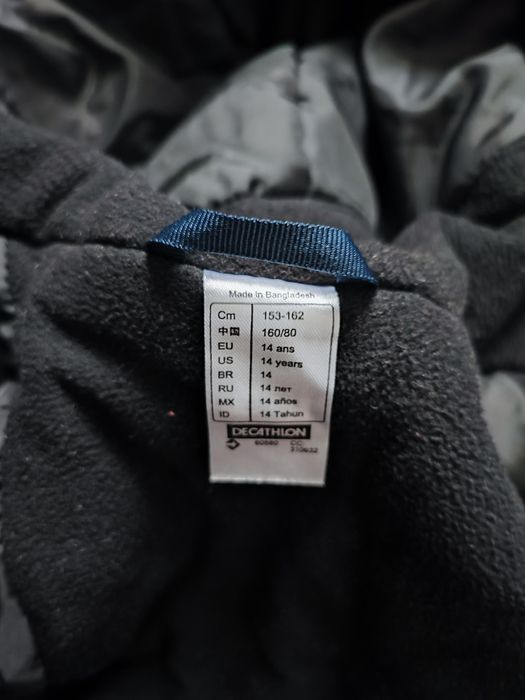 Made in Bangladesh
Cm 153-162
中国 160/80
EU 14 ans
US 14 years
BR 14
RU 14 лет
MX 14 años
ID 14 Tahun
DECATHLON
CC